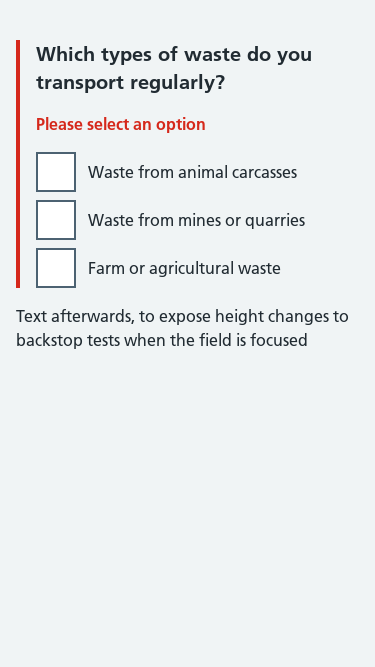 Which types of waste do you
transport regularly?
Please select an option
Waste from animal carcasses
Waste from mines or quarries
Farm or agricultural waste
Text afterwards, to expose height changes to
backstop tests when the field is focused